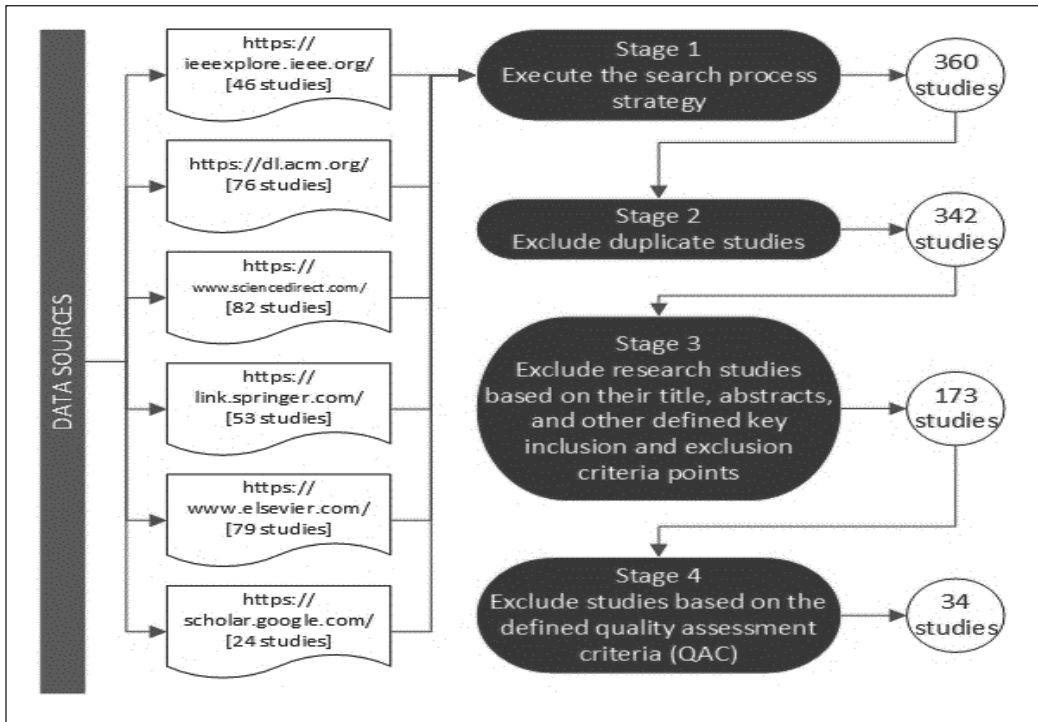 DATA SOURCES
https://
ieeexplore.ieee.org/
[46 studies]
https://dl.acm.org/
[76 studies]
https://
www.sciencedirect.com/
[82 studies]
https://
link.springer.com/
[53 studies]
https://
www.elsevier.com/
[79 studies]
https://
scholar.google.com/
[24 studies]
Stage 1
Execute the search process
strategy
360
studies
Stage 2
Exclude duplicate studies
342
studies
Stage 3
Exclude research studies
based on their title, abstracts,
and other defined key
inclusion and exclusion
criteria points
173
studies
Stage 4
Exclude studies based on the
defined quality assessment
criteria (QAC)
34
studies